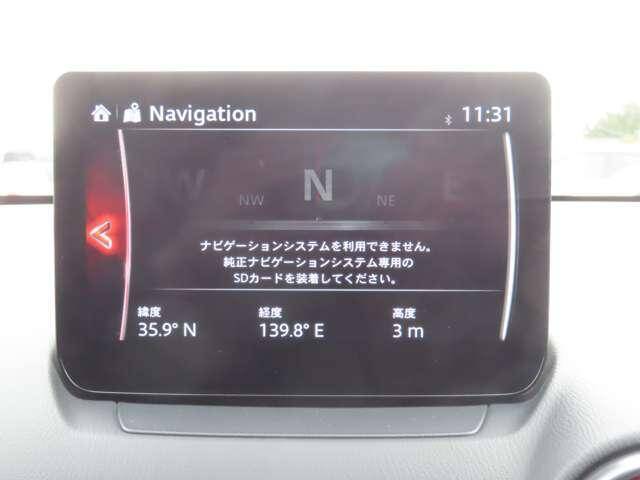 Navigation
11:31
W N E
NW NE
ナビゲーションシステムを利用できません。
純正ナビゲーションシステム専用の
SDカードを装着してください。
緯度 経度 高度
35.9° N 139.8° E 3 m